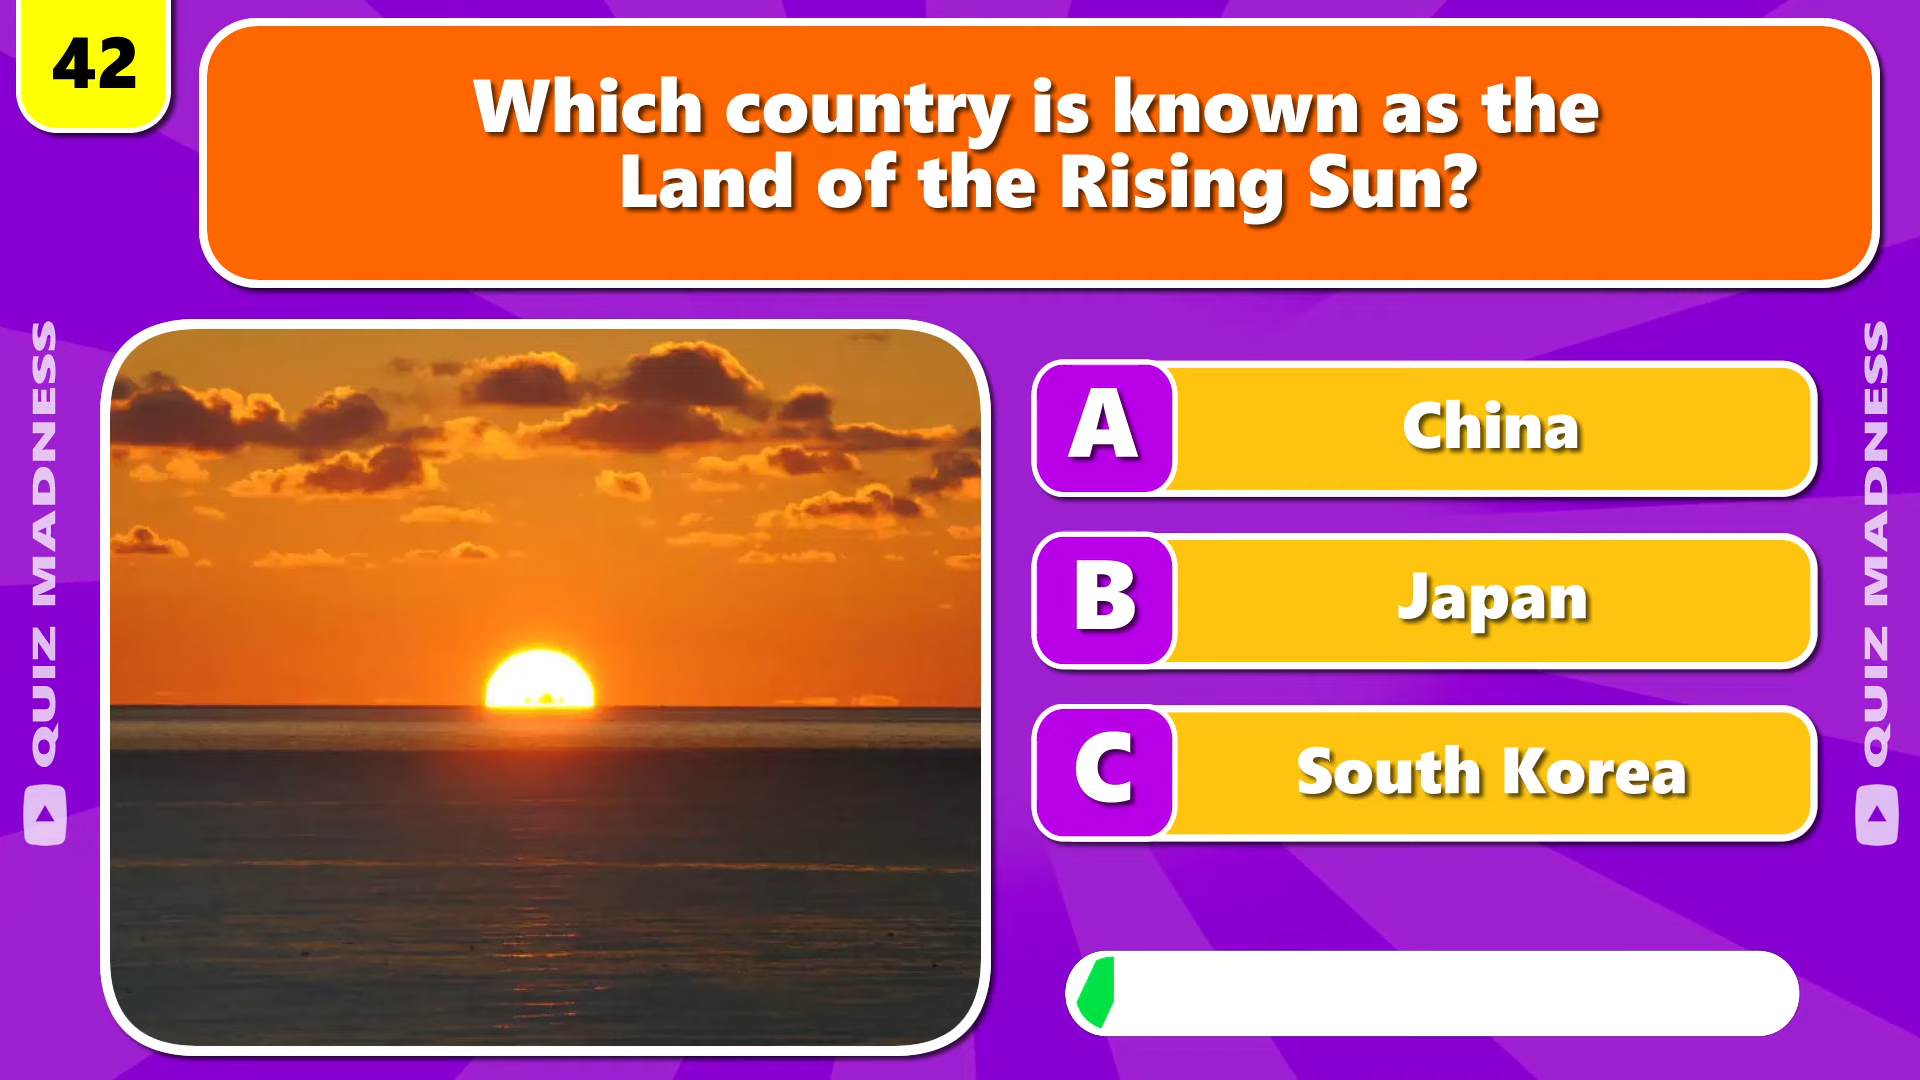 42
Which country is known as the
Land of the Rising Sun?
QUIZ MADNESS
A
China
B
Japan
C
South Korea
QUIZ MADNESS